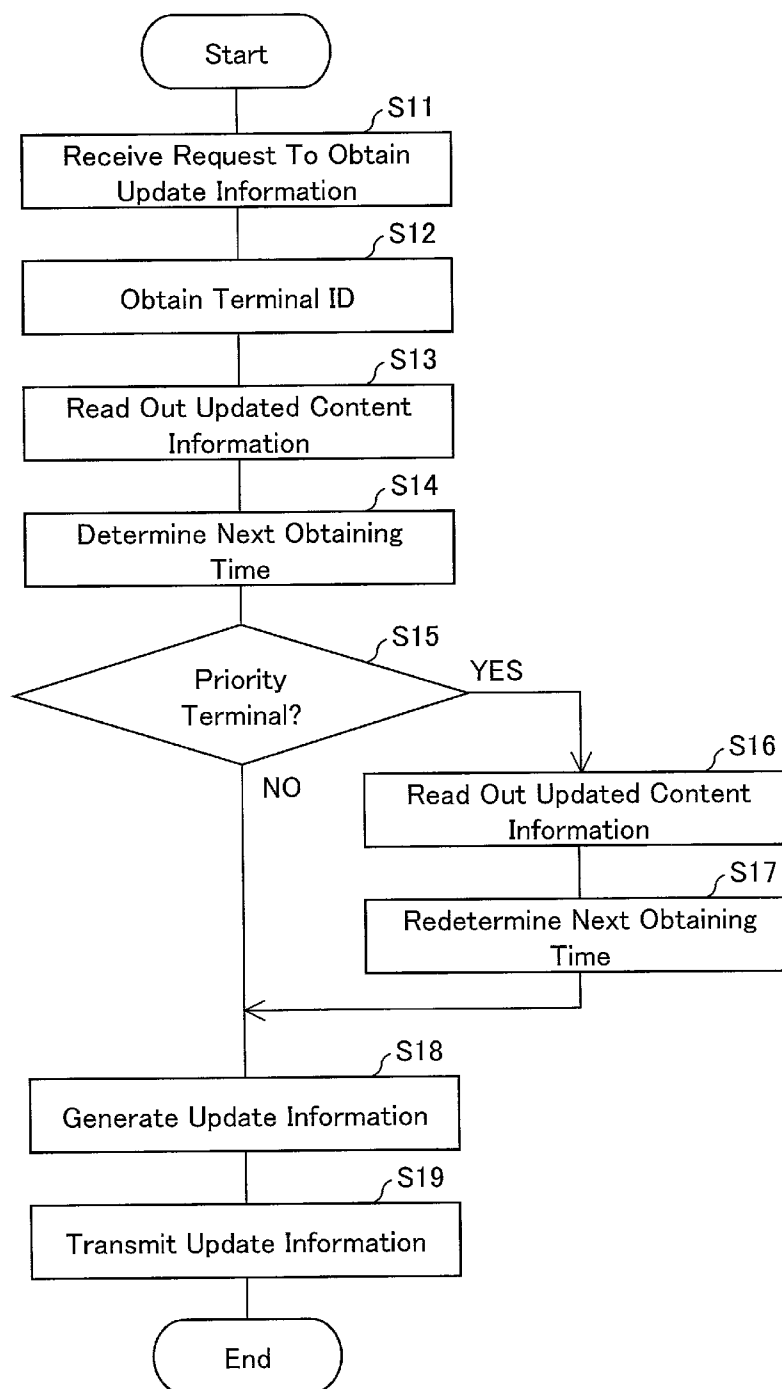 Start
S11
Receive Request To Obtain
Update Information
S12
Obtain Terminal ID
S13
Read Out Updated Content
Information
S14
Determine Next Obtaining
Time
S15
Priority
Terminal?
YES
NO
S16
Read Out Updated Content
Information
S17
Redetermine Next Obtaining
Time
S18
Generate Update Information
S19
Transmit Update Information
End